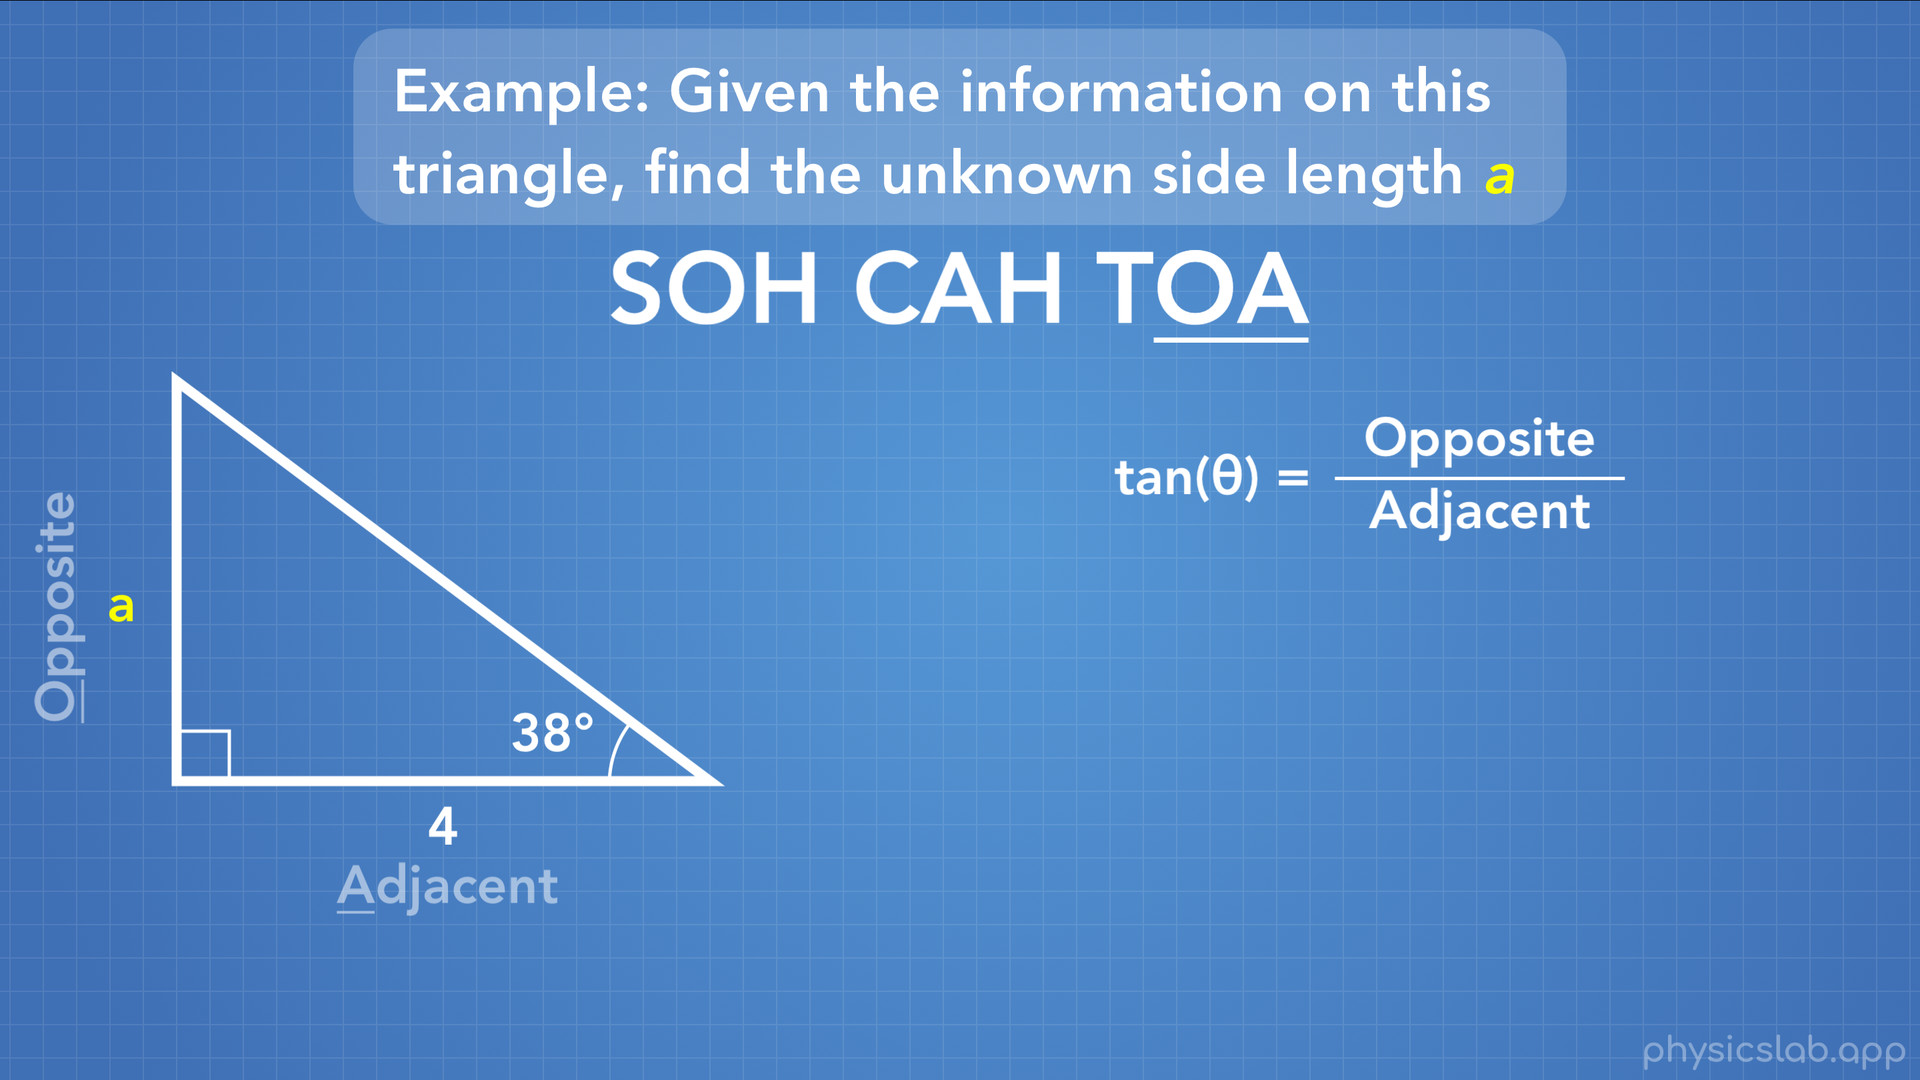 Example: Given the information on this
triangle, find the unknown side length a
SOH CAH TOA
tan(θ) = Opposite
Adjacent
Opposite
a
38°
4
Adjacent
physicslab.app